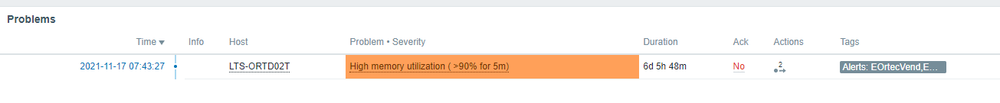 Problems
Time Info Host Problem • Severity Duration Ack Actions Tags
2021-11-17 07:43:27 LTS-ORTD02T High memory utilization ( >90% for 5m) 6d 5h 48m No 2 Alerts: EOrtecVend,E...